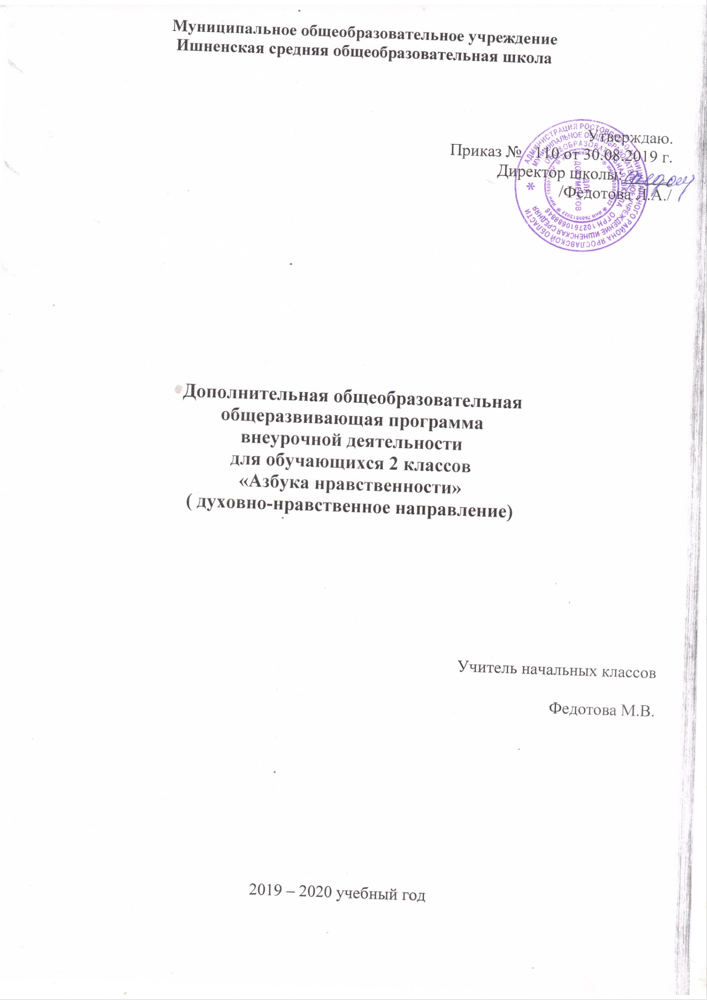 Муниципальное общеобразовательное учреждение
Ишненская средняя общеобразовательная школа
Утверждаю.
Приказ № 110 от 30.08.2019 г.
Директор школы:
/Федотова Л.А./
АДМИНИСТРАЦИЯ РОСТОВСКОГО МУНИЦИПАЛЬНОГО РАЙОНА ЯРОСЛАВСКОЙ ОБЛАСТИ
МУНИЦИПАЛЬНОЕ ОБЩЕОБРАЗОВАТЕЛЬНОЕ УЧРЕЖДЕНИЕ ИШНЕНСКАЯ СРЕДНЯЯ
ОБЩЕОБРАЗОВАТЕЛЬНАЯ ШКОЛА ОГРН 1027610688846
ИНН 7609013922
ДЛЯ
ДОКУМЕНТОВ
Дополнительная общеобразовательная
общеразвивающая программа
внеурочной деятельности
для обучающихся 2 классов
«Азбука нравственности»
( духовно-нравственное направление)
Учитель начальных классов
Федотова М.В.
2019 – 2020 учебный год